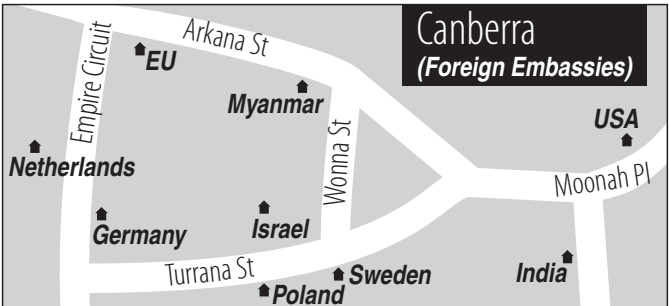 Canberra
(Foreign Embassies)
Arkana St
Empire Circuit
EU
Myanmar
USA
Netherlands
Wonna St
Moonah Pl
Germany
Israel
Turrana St
Sweden
India
Poland